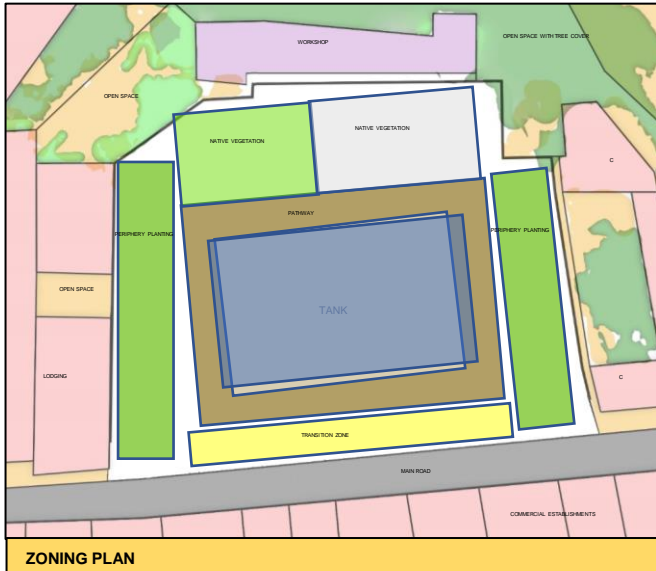 WORKSHOP
OPEN SPACE WITH TREE COVER
OPEN SPACE
NATIVE VEGETATION
NATIVE VEGETATION
C
PATHWAY
PERIPHERY PLANTING
PERIPHERY PLANTING
OPEN SPACE
TANK
LODGING
C
TRANSITION ZONE
MAIN ROAD
COMMERCIAL ESTABLISHMENTS
ZONING PLAN